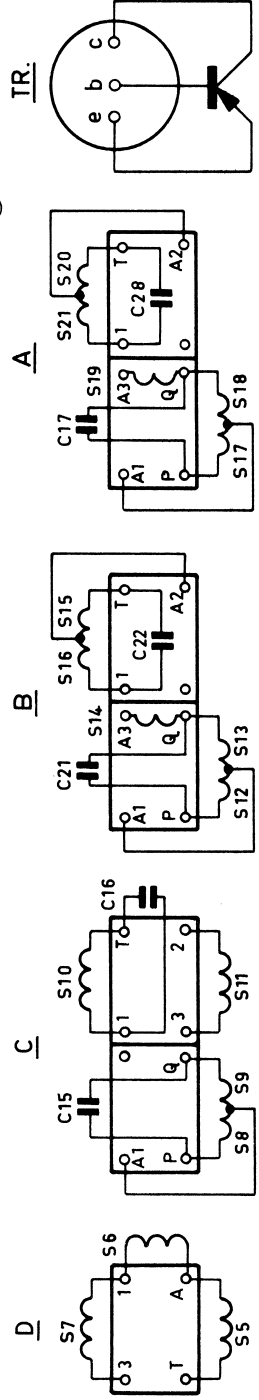 D
S7
3
1
S6
T
A
S5
C
C15
S10
C16
A1
T
1
P
Q
3
2
S8
S9
S11
B
C21
S14
S16
S15
A1
A3
1
T
C22
P
Q
A2
S12
S13
A
C17
S19
S21
S20
A1
A3
1
T
C28
P
Q
A2
S17
S18
TR.
e
b
c